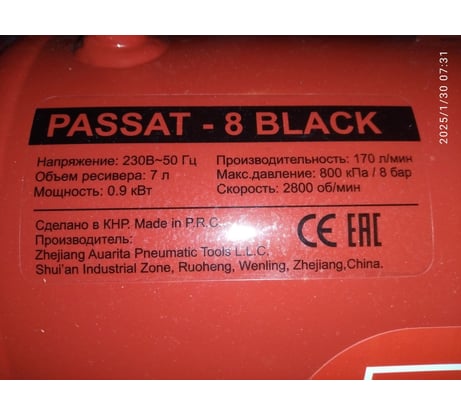 2025/1/30 07:31
PASSAT - 8 BLACK
Напряжение: 230В~50 Гц
Объем ресивера: 7 л
Мощность: 0.9 кВт
Производительность: 170 л/мин
Макс.давление: 800 кПа / 8 бар
Скорость: 2800 об/мин
Сделано в КНР. Made in P.R.C.
Производитель:
Zhejiang Auarita Pneumatic Tools L.L.C,
Shui'an Industrial Zone, Ruoheng, Wenling, Zhejiang,China.
CE EAC